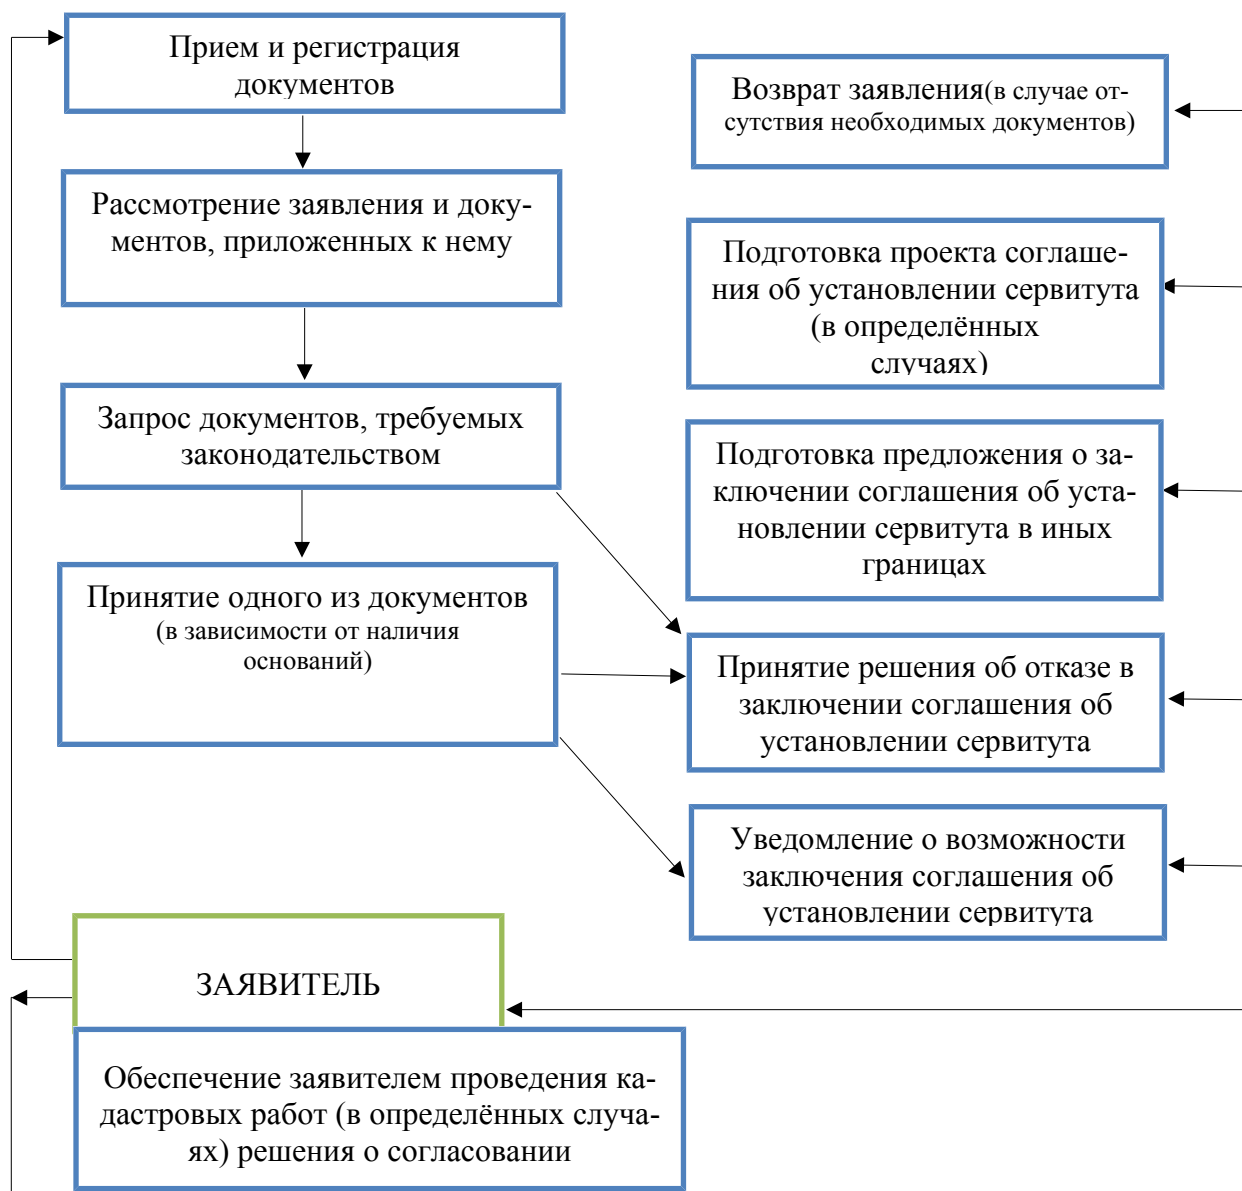 Прием и регистрация
документов
Рассмотрение заявления и доку-
ментов, приложенных к нему
Запрос документов, требуемых
законодательством
Принятие одного из документов
(в зависимости от наличия
оснований)
Возврат заявления(в случае от-
сутствия необходимых документов)
Подготовка проекта соглаше-
ния об установлении сервитута
(в определённых
случаях)
Подготовка предложения о за-
ключении соглашения об уста-
новлении сервитута в иных
границах
Принятие решения об отказе в
заключении соглашения об
установлении сервитута
Уведомление о возможности
заключения соглашения об
установлении сервитута
ЗАЯВИТЕЛЬ
Обеспечение заявителем проведения ка-
дастровых работ (в определённых случа-
ях) решения о согласовании